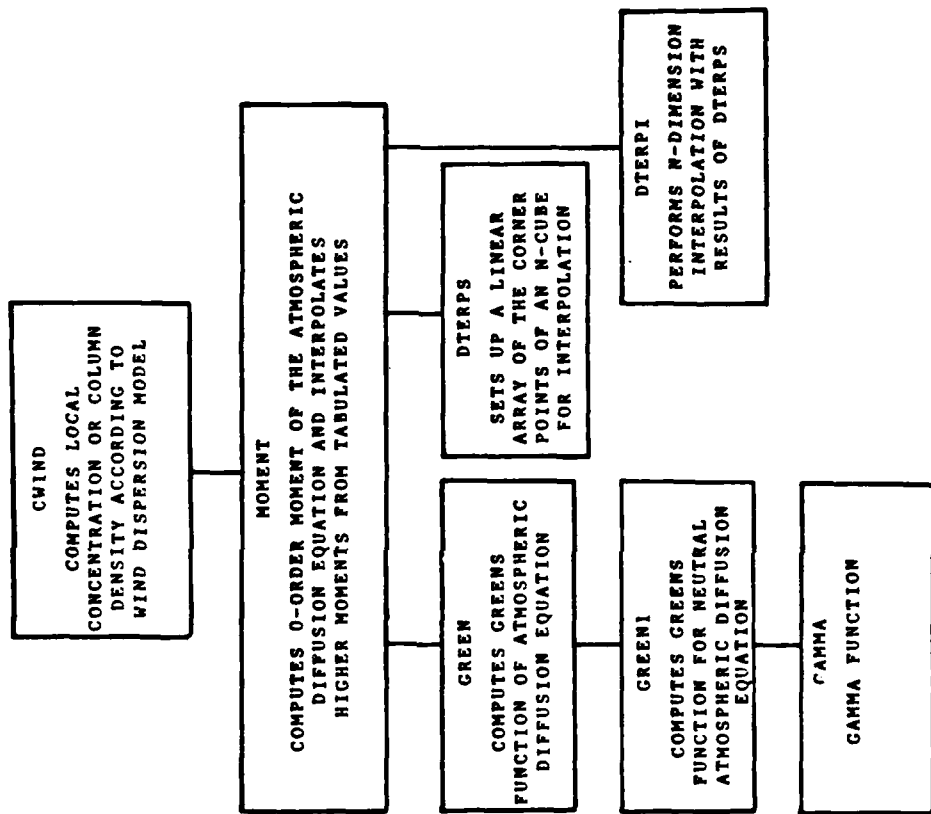 CWIND
COMPUTES LOCAL
CONCENTRATION OR COLUMN
DENSITY ACCORDING TO
WIND DISPERSION MODEL
MOMENT
COMPUTES O-ORDER MOMENT OF THE ATMOSPHERIC
DIFFUSION EQUATION AND INTERPOLATES
HIGHER MOMENTS FROM TABULATED VALUES
GREEN
COMPUTES GREENS
FUNCTION OF ATMOSPHERIC
DIFFUSION EQUATION
DTERPS
SETS UP A LINEAR
ARRAY OF THE CORNER
POINTS OF AN N-CUBE
FOR INTERPOLATION
GREEN1
COMPUTES GREENS
FUNCTION FOR NEUTRAL
ATMOSPHERIC DIFFUSION
EQUATION
DTERPI
PERFORMS N-DIMENSION
INTERPOLATION WITH
RESULTS OF DTERPS
GAMMA
GAMMA FUNCTION